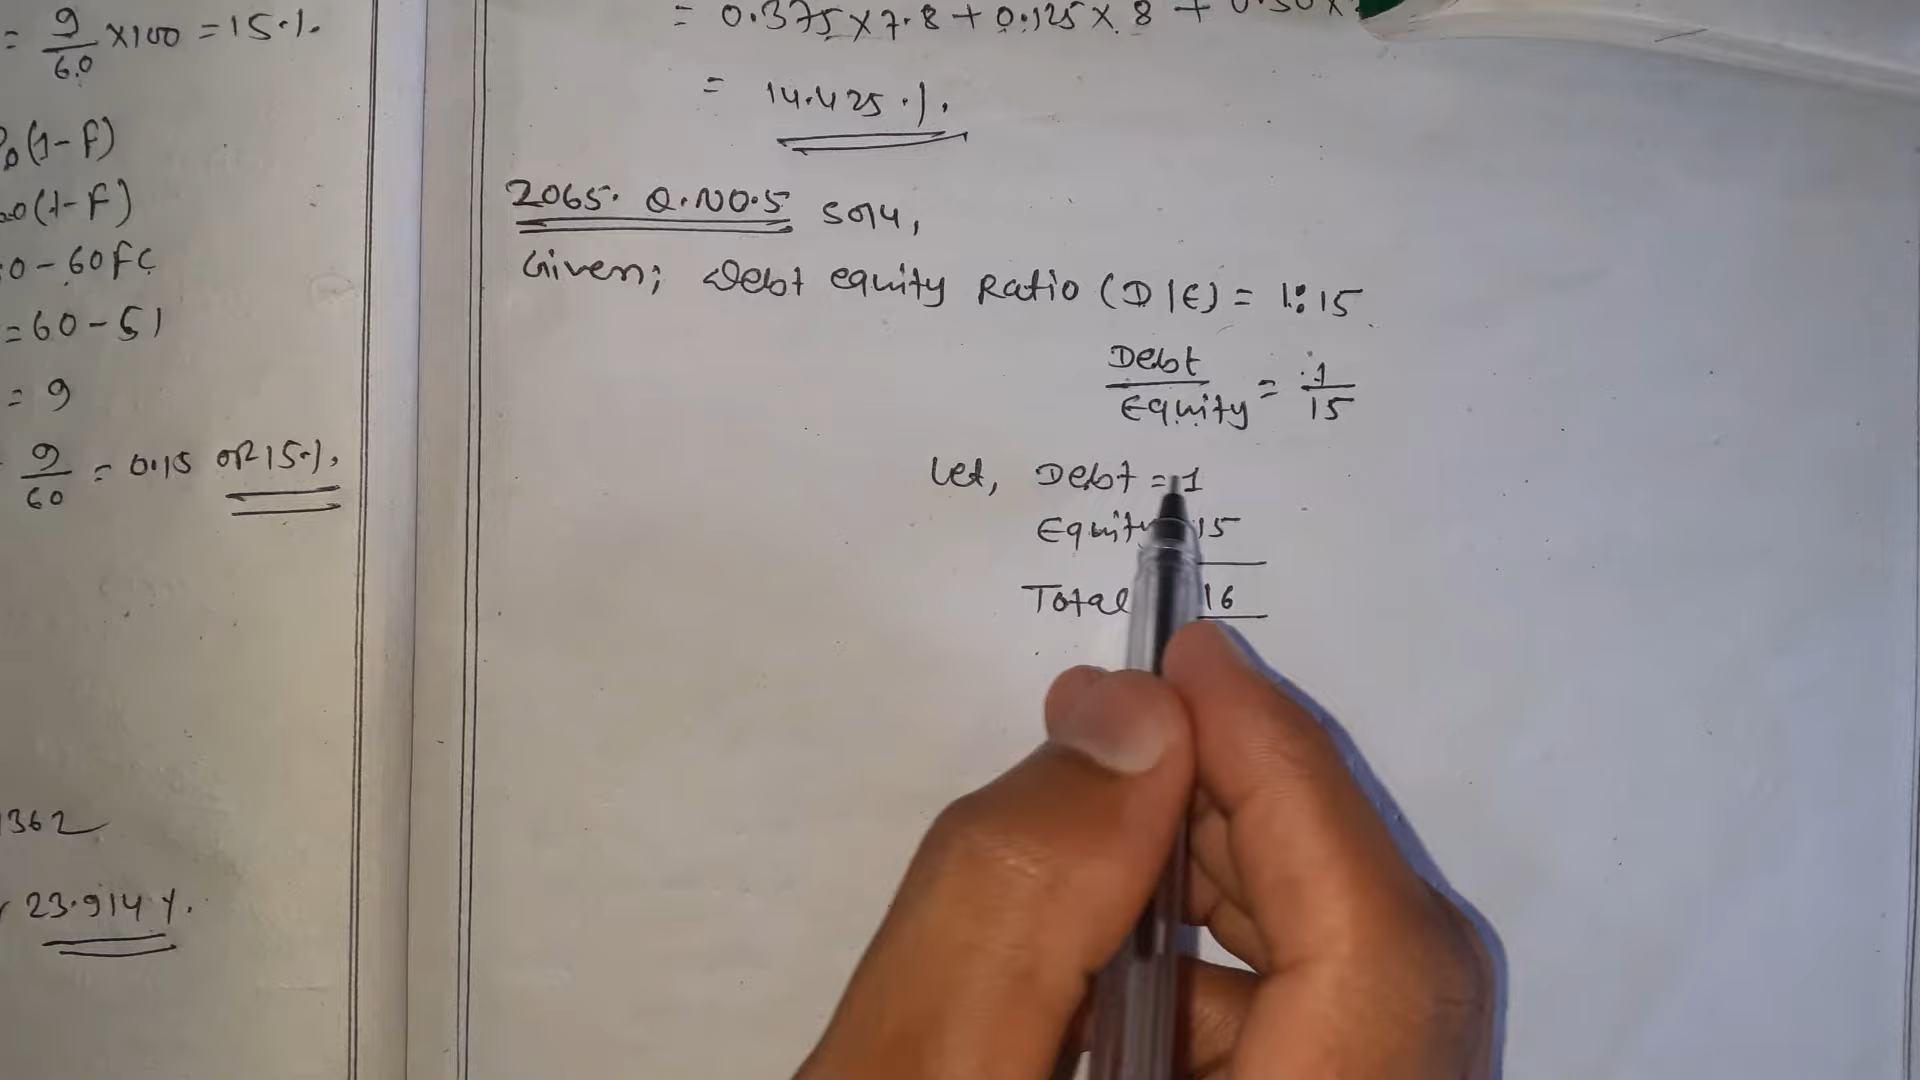 = 9/60 ×100 = 15%.
(1-F)
0(1-F)
0-60FC
= 60-51
= 9
9/60 = 0.15 or 15%.
362
23.914%.
= 0.375×7.8 + 0.125×8 +
= 14.425%.
2065. Q.NO.5 soln,
Given; Debt equity Ratio (D/E) = 1:15
Debt/Equity = 1/15
Let, Debt = 1
Equity 15
Total 16